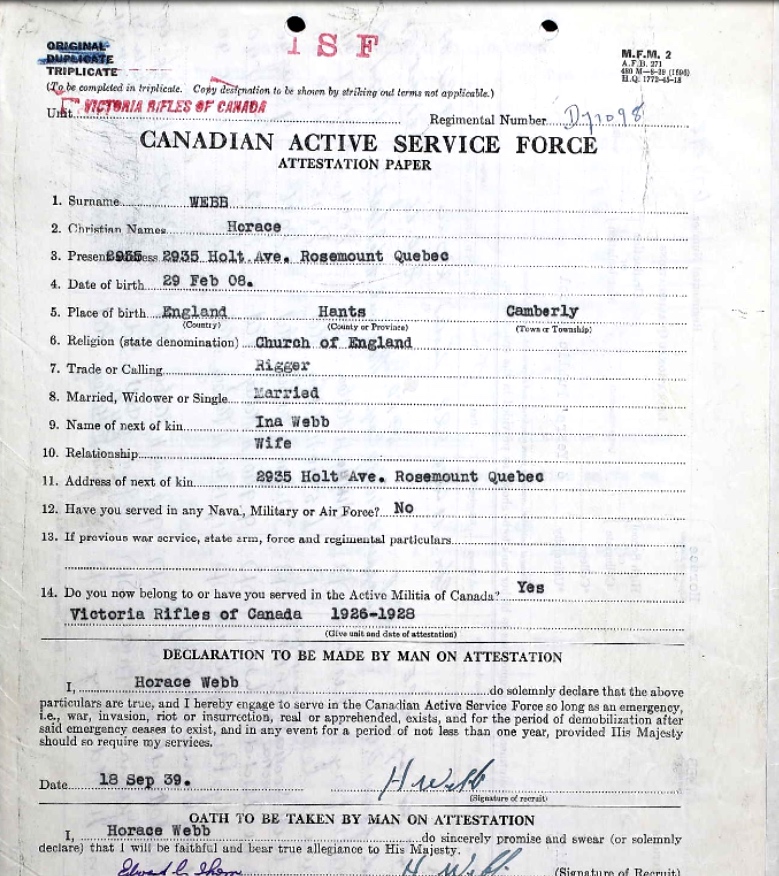 ORIGINAL
1 S F
M.F.M. 2
DUPLICATE
A.F.B. 271
TRIPLICATE
H.Q. 1772-45-18
(To be completed in triplicate. Copy designation to be shown by striking out terms not applicable.)
VICTORIA RIFLES OF CANADA
Unit
Regimental Number D71098
CANADIAN ACTIVE SERVICE FORCE
ATTESTATION PAPER
1. Surname WEBB
2. Christian Names Horace
3. Present Address 2935 Holt Ave. Rosemount Quebec
4. Date of birth 29 Feb 08.
5. Place of birth England Hants Camberly
(Country) (County or Province) (Town or Township)
6. Religion (state denomination) Church of England
7. Trade or Calling Rigger
8. Married, Widower or Single Married
9. Name of next of kin Ina Webb
10. Relationship Wife
11. Address of next of kin 2935 Holt Ave. Rosemount Quebec
12. Have you served in any Naval, Military or Air Force? No
13. If previous war service, state arm, force and regimental particulars
14. Do you now belong to or have you served in the Active Militia of Canada? Yes
Victoria Rifles of Canada 1926-1928
(Give unit and date of attestation)
DECLARATION TO BE MADE BY MAN ON ATTESTATION
I, Horace Webb do solemnly declare that the above
particulars are true, and I hereby engage to serve in the Canadian Active Service Force so long as an emergency,
i.e., war, invasion, riot or insurrection, real or apprehended, exists, and for the period of demobilization after
said emergency ceases to exist, and in any event for a period of not less than one year, provided His Majesty
should so require my services.
Date 18 Sep 39. H Webb
(Signature of recruit)
OATH TO BE TAKEN BY MAN ON ATTESTATION
I, Horace Webb do sincerely promise and swear (or solemnly
declare) that I will be faithful and bear true allegiance to His Majesty.
H Webb (Signature of Recruit)